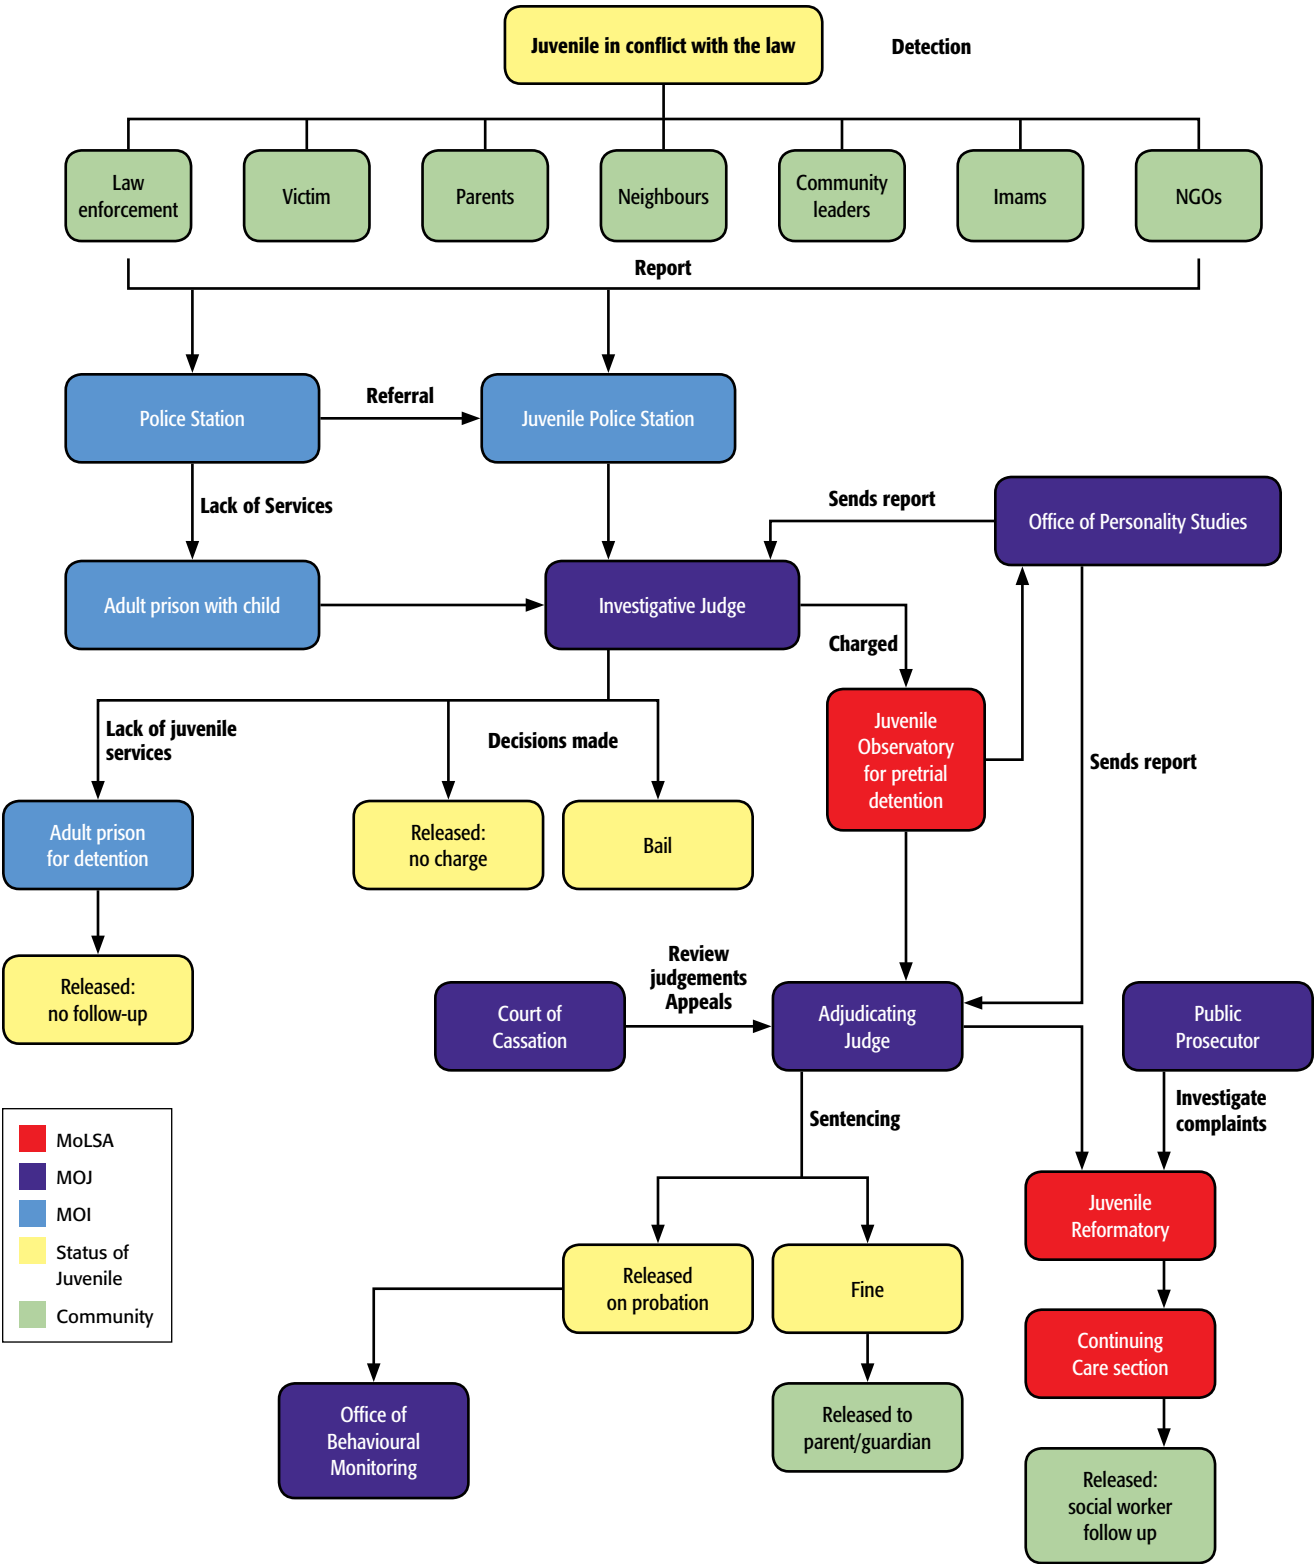 Juvenile in conflict with the law
Detection
Law
enforcement
Victim
Parents
Neighbours
Community
leaders
Imams
NGOs
Report
Police Station
Referral
Juvenile Police Station
Lack of Services
Sends report
Office of Personality Studies
Adult prison with child
Investigative Judge
Charged
Lack of juvenile
services
Decisions made
Juvenile
Observatory
for pretrial
detention
Sends report
Adult prison
for detention
Released:
no charge
Bail
Released:
no follow-up
Review
judgements
Appeals
Court of
Cassation
Adjudicating
Judge
Public
Prosecutor
Sentencing
Investigate
complaints
MoLSA
MOJ
MOI
Status of
Juvenile
Community
Juvenile
Reformatory
Released
on probation
Fine
Continuing
Care section
Office of
Behavioural
Monitoring
Released to
parent/guardian
Released:
social worker
follow up